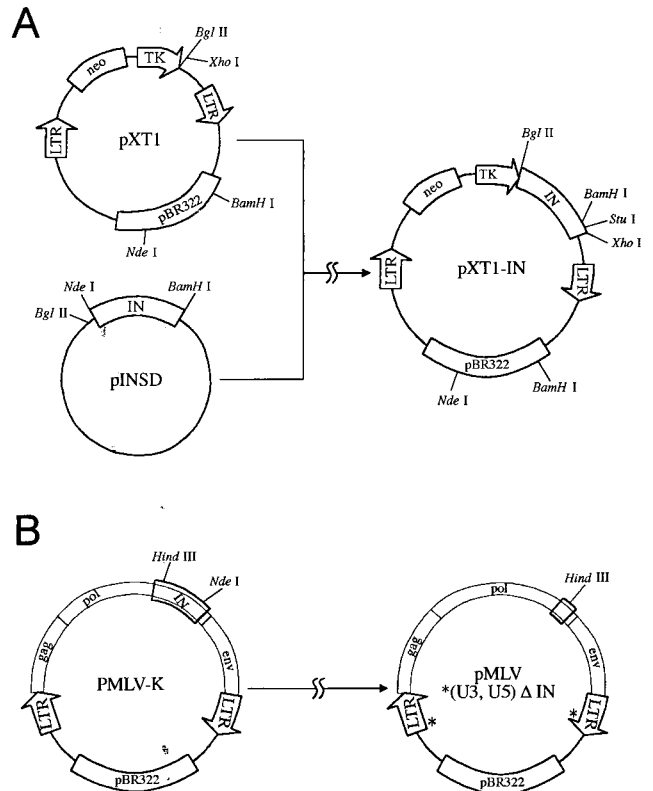 A
Bgl II
Xho I
neo
TK
LTR
LTR
pXT1
pBR322
BamH I
Nde I
Nde I
BamH I
Bgl II
IN
pINSD
Bgl II
neo
TK
IN
BamH I
Stu I
Xho I
LTR
LTR
pXT1-IN
pBR322
Nde I
BamH I
B
Hind III
Nde I
pol
IN
gag
env
PMLV-K
LTR
LTR
pBR322
Hind III
pol
gag
env
pMLV
*(U3, U5) Δ IN
LTR
*
*
LTR
pBR322